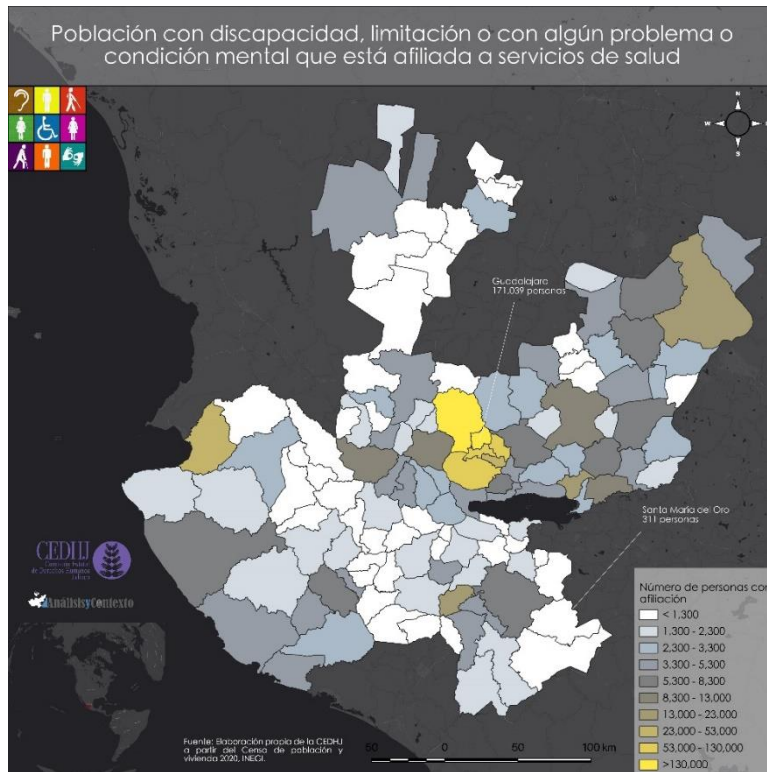 Población con discapacidad, limitación o con algún problema o
condición mental que está afiliada a servicios de salud
N
W
S
Guadalajara
171,039 personas
Santa María del Oro
311 personas
CEDHJ
AnálisisyContexto
Número de personas con
afiliación
< 1,300
1,300 - 2,300
2,300 - 3,300
3,300 - 5,300
5,300 - 8,300
8,300 - 13,000
13,000 - 23,000
23,000 - 53,000
53,000 - 130,000
>130,000
Fuente: Elaboración propia de la CEDHJ
a partir del Censo de población y
vivienda 2020, INEGI.
50 0 50 100 km